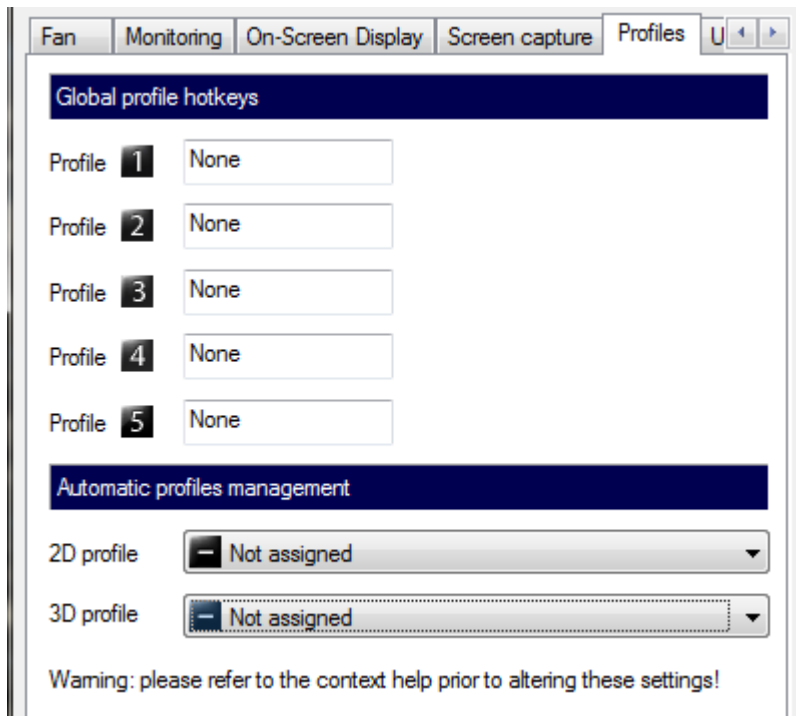 Fan Monitoring On-Screen Display Screen capture Profiles U
Global profile hotkeys
Profile 1 None
Profile 2 None
Profile 3 None
Profile 4 None
Profile 5 None
Automatic profiles management
2D profile Not assigned
3D profile Not assigned
Warning: please refer to the context help prior to altering these settings!